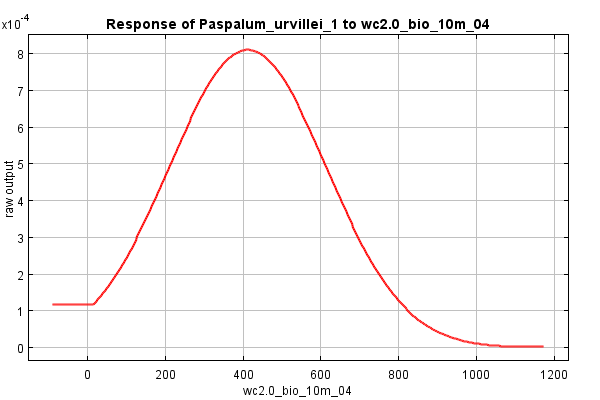 Response of Paspalum_urvillei_1 to wc2.0_bio_10m_04
x10^-4
8
7
6
5
4
3
2
1
0
raw output
0 200 400 600 800 1000 1200
wc2.0_bio_10m_04